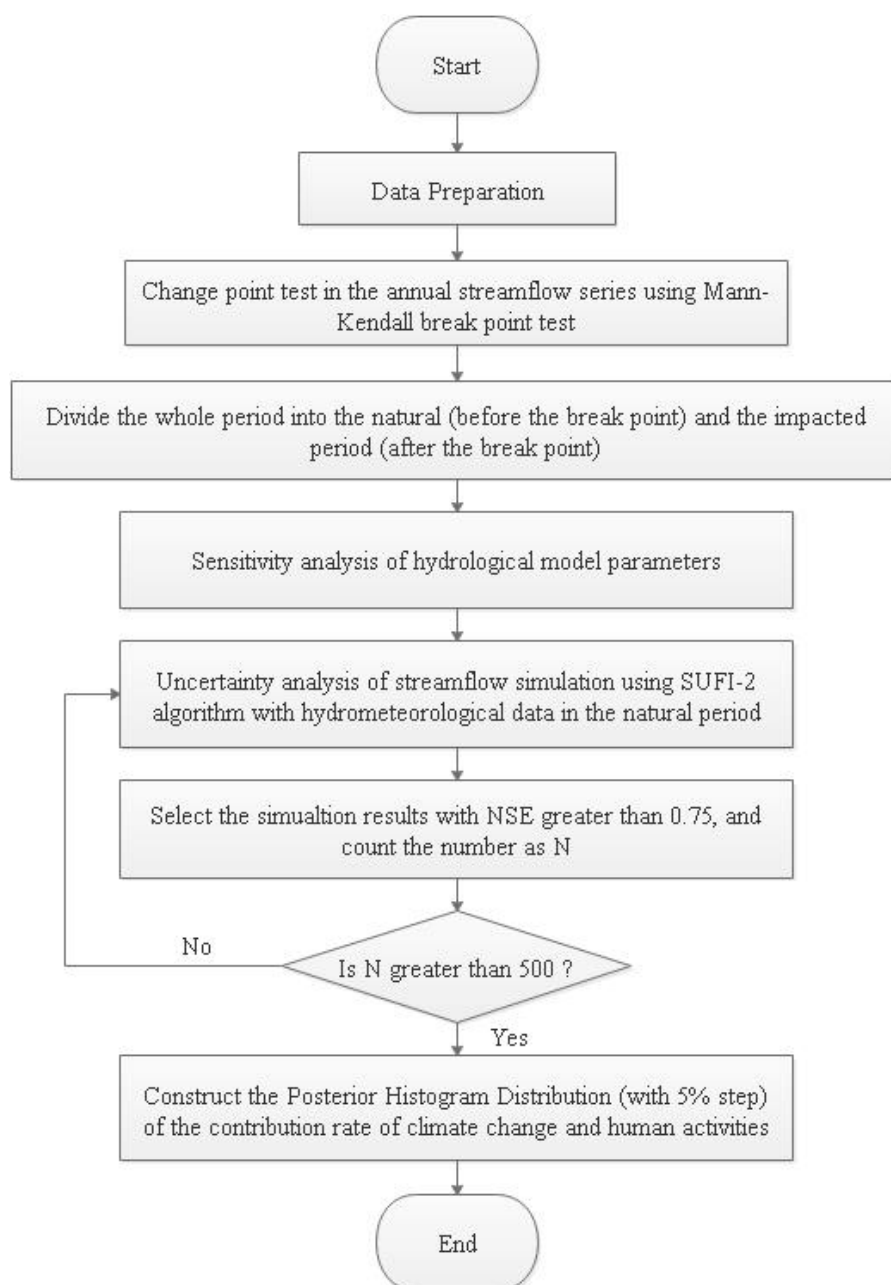 Start
Data Preparation
Change point test in the annual streamflow series using Mann-
Kendall break point test
Divide the whole period into the natural (before the break point) and the impacted
period (after the break point)
Sensitivity analysis of hydrological model parameters
Uncertainty analysis of streamflow simulation using SUFI-2
algorithm with hydrometeorological data in the natural period
Select the simualtion results with NSE greater than 0.75, and
count the number as N
No
Is N greater than 500 ?
Yes
Construct the Posterior Histogram Distribution (with 5% step)
of the contribution rate of climate change and human activities
End